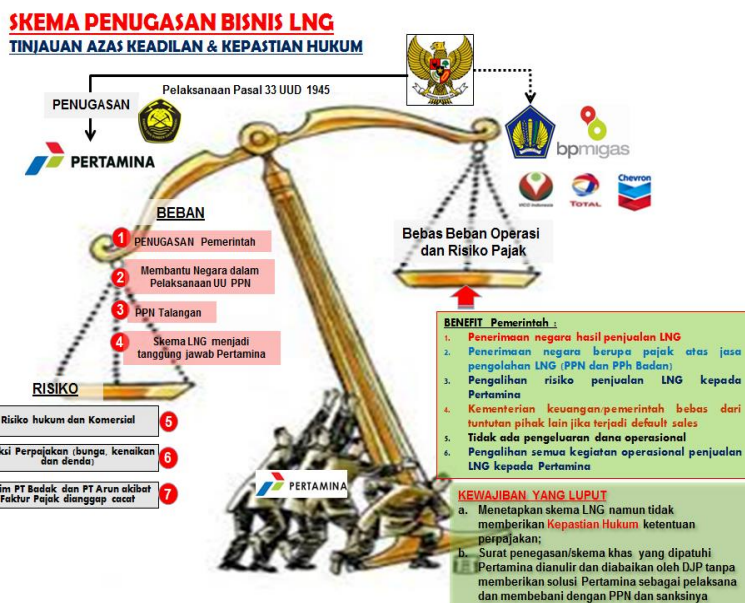 SKEMA PENUGASAN BISNIS LNG
TINJAUAN AZAS KEADILAN & KEPASTIAN HUKUM
Pelaksanaan Pasal 33 UUD 1945
PENUGASAN
PERTAMINA
bpmigas
TOTAL
Chevron
Bebas Beban Operasi
dan Risiko Pajak
BEBAN
1 PENUGASAN Pemerintah
2 Membantu Negara dalam
Pelaksanaan UU PPN
3 PPN Talangan
4 Skema LNG menjadi
tanggung jawab Pertamina
RISIKO
Risiko hukum dan Komersial 5
ksi Perpajakan (bunga, kenaikan
dan denda) 6
im PT Badak dan PT Arun akibat
Faktur Pajak dianggap cacat 7
PERTAMINA
BENEFIT Pemerintah :
1. Penerimaan negara hasil penjualan LNG
2. Penerimaan negara berupa pajak atas jasa
pengolahan LNG (PPN dan PPh Badan)
3. Pengalihan risiko penjualan LNG kepada
Pertamina
4. Kementerian keuangan/pemerintah bebas dari
tuntutan pihak lain jika terjadi default sales
5. Tidak ada pengeluaran dana operasional
6. Pengalihan semua kegiatan operasional penjualan
LNG kepada Pertamina
KEWAJIBAN YANG LUPUT
a. Menetapkan skema LNG namun tidak
memberikan Kepastian Hukum ketentuan
perpajakan;
b. Surat penegasan/skema khas yang dipatuhi
Pertamina dianulir dan diabaikan oleh DJP tanpa
memberikan solusi Pertamina sebagai pelaksana
dan membebani dengan PPN dan sanksinya